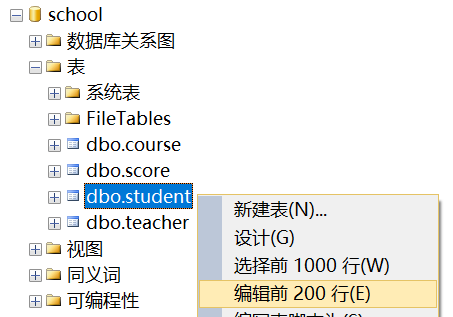 school
数据库关系图
表
系统表
FileTables
dbo.course
dbo.score
dbo.student
新建表(N)...
dbo.teacher
设计(G)
视图
选择前 1000 行(W)
同义词
编辑前 200 行(E)
可编程性